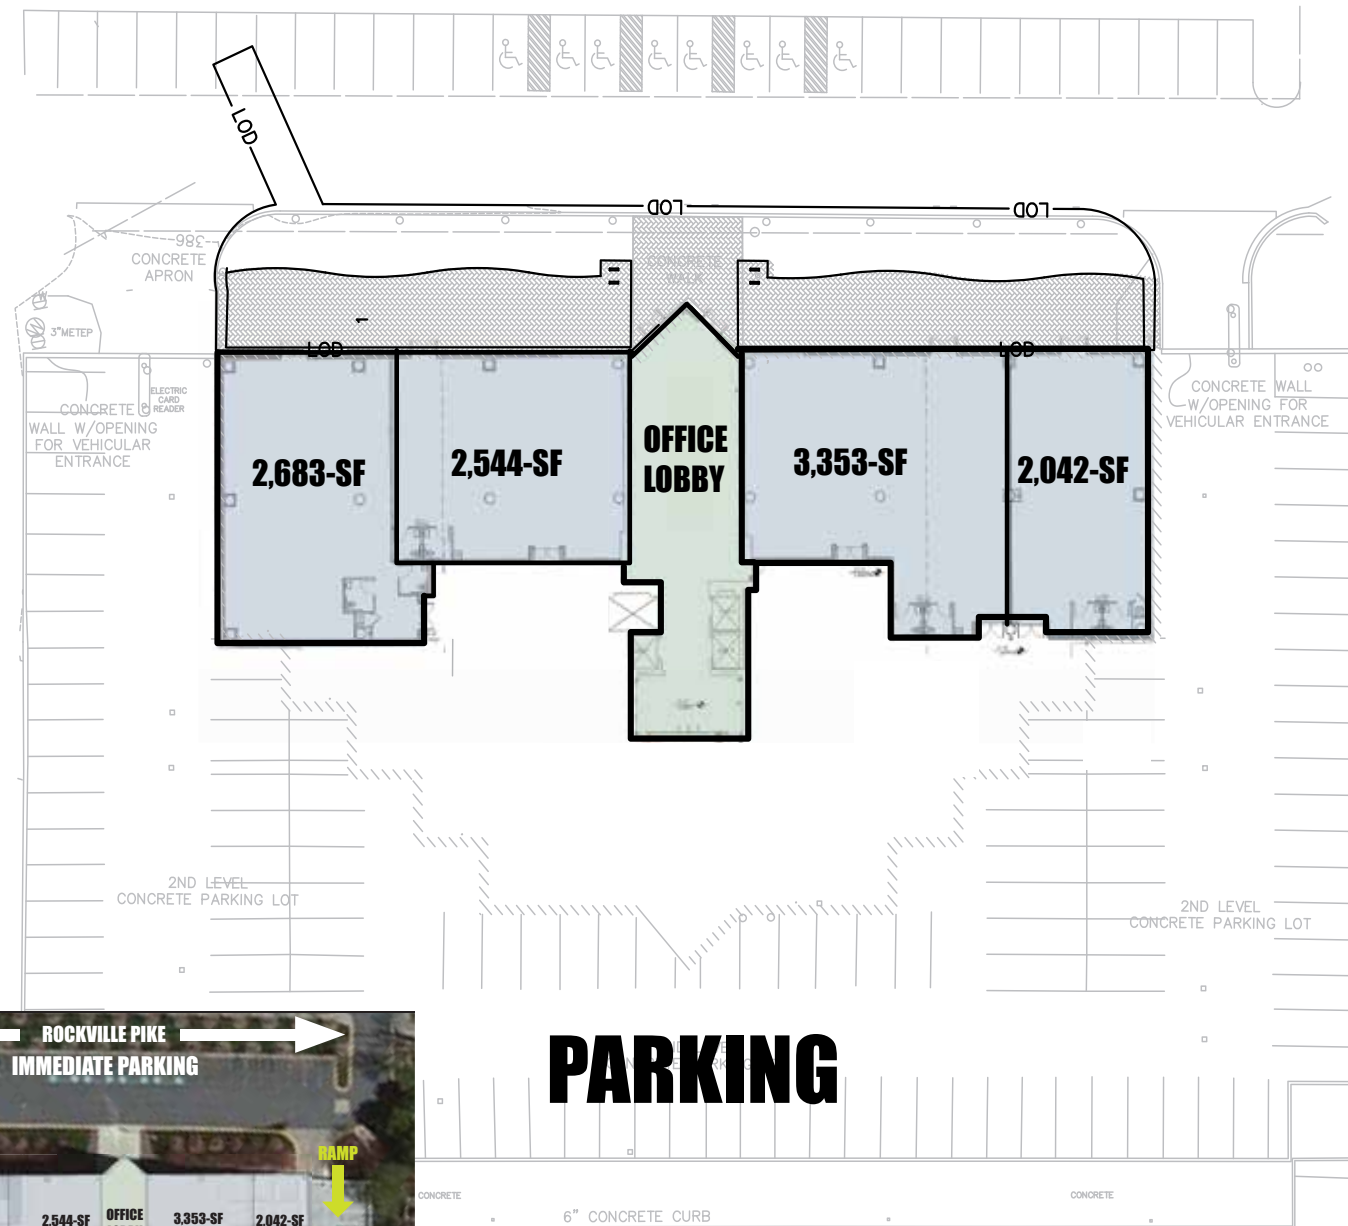 LOD
LOD
LOD
386
CONCRETE
APRON
CONCRETE
WALK
3"METEP
1
LOD
LOD
ELECTRIC
CARD
READER
CONCRETE
WALL W/OPENING
FOR VEHICULAR
ENTRANCE
CONCRETE WALL
W/OPENING FOR
VEHICULAR ENTRANCE
2,683-SF
2,544-SF
OFFICE
LOBBY
3,353-SF
2,042-SF
2ND LEVEL
CONCRETE PARKING LOT
2ND LEVEL
CONCRETE PARKING LOT
PARKING
ROCKVILLE PIKE
IMMEDIATE PARKING
RAMP
2,544-SF
OFFICE
3,353-SF
2,042-SF
CONCRETE
CONCRETE
6" CONCRETE CURB